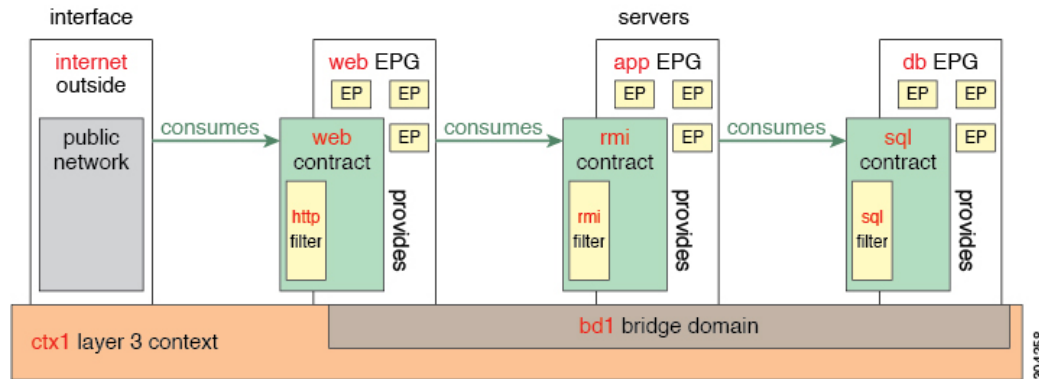 interface
servers
internet
outside
public
network
consumes
web EPG
EP
EP
EP
web
contract
http
filter
provides
consumes
app EPG
EP
EP
EP
rmi
contract
rmi
filter
provides
consumes
db EPG
EP
EP
EP
sql
contract
sql
filter
provides
bd1 bridge domain
ctx1 layer 3 context